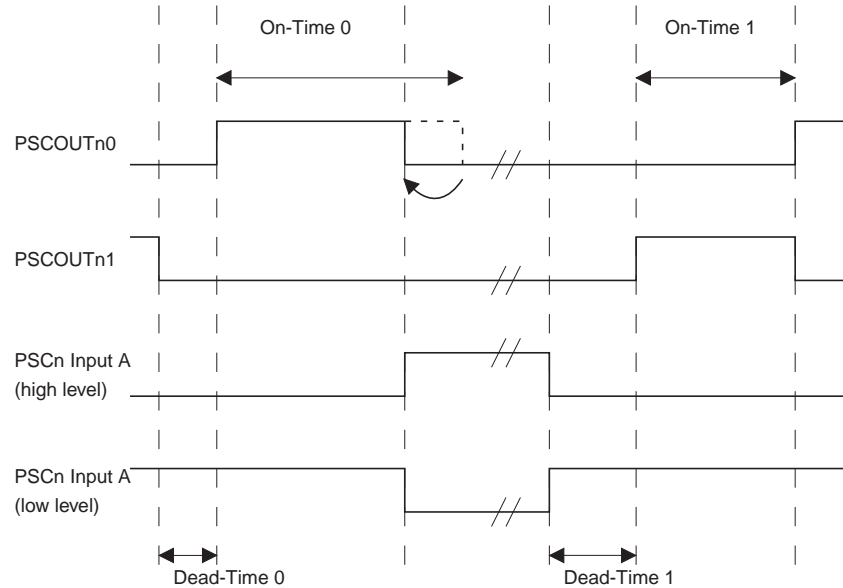 On-Time 0
On-Time 1
PSCOUTn0
PSCOUTn1
PSCn Input A
(high level)
PSCn Input A
(low level)
Dead-Time 0
Dead-Time 1